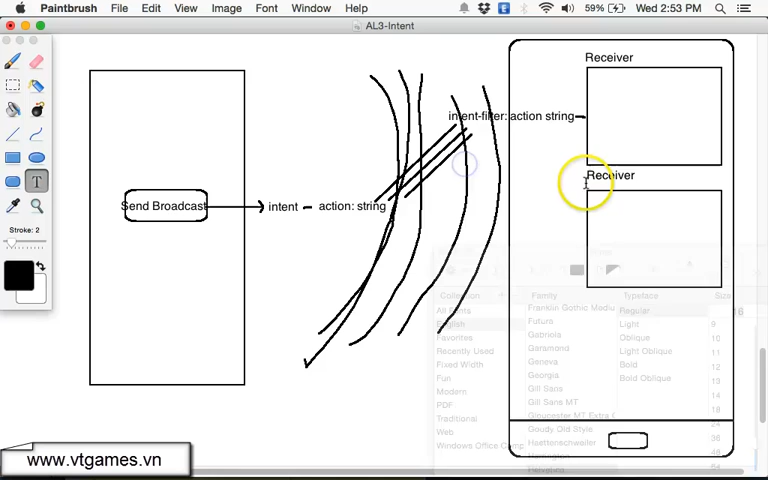 Paintbrush File Edit View Image Font Window Help 59% Wed 2:53 PM
AL3-Intent
Receiver
intent-filter: action string
Receiver
Send Broadcast
intent
action: string
T
Stroke: 2
Collection
Family
Typeface
Size
All Fonts
English
Favorites
Recently Used
Fixed Width
Fun
Modern
PDF
Traditional
Web
Windows Office Comp
Franklin Gothic Mediu
Futura
Gabriola
Garamond
Geneva
Georgia
Gill Sans
Gill Sans MT
Gloucester MT Extra
Goudy Old Style
Haettenschweiler
Helvetica
Regular
Light
Oblique
Light Oblique
Bold
Bold Oblique
16
9
10
11
12
13
14
18
24
36
48
www.vtgames.vn